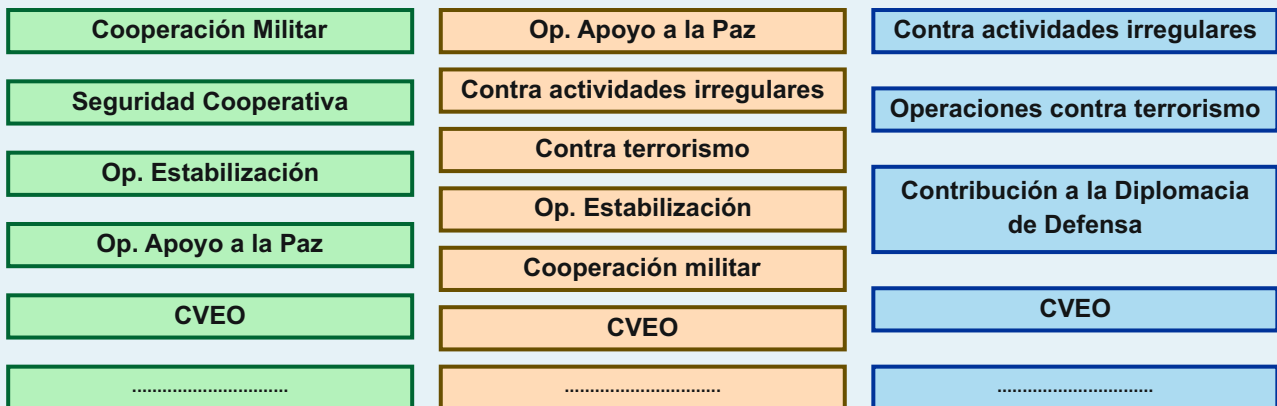 Cooperación Militar
Seguridad Cooperativa
Op. Estabilización
Op. Apoyo a la Paz
CVEO
...............................
Op. Apoyo a la Paz
Contra actividades irregulares
Contra terrorismo
Op. Estabilización
Cooperación militar
CVEO
...............................
Contra actividades irregulares
Operaciones contra terrorismo
Contribución a la Diplomacia
de Defensa
CVEO
...............................